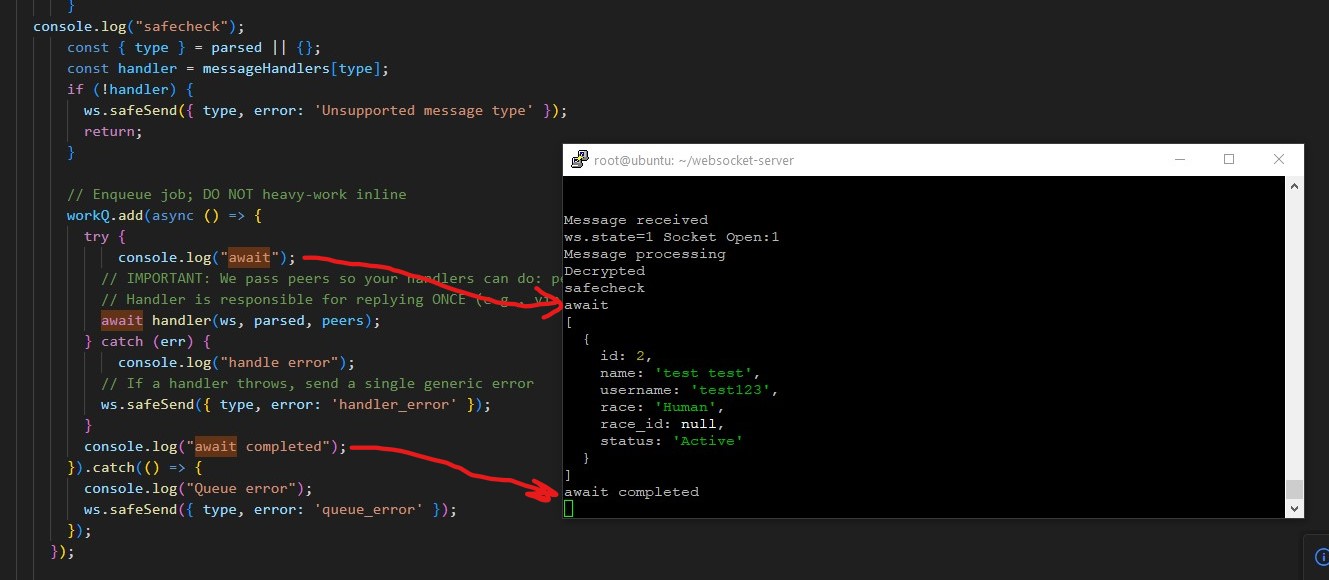 }
console.log("safecheck");
const { type } = parsed || {};
const handler = messageHandlers[type];
if (!handler) {
ws.safeSend({ type, error: 'Unsupported message type' });
return;
}
// Enqueue job; DO NOT heavy-work inline
workQ.add(async () => {
try {
console.log("await");
// IMPORTANT: We pass peers so your handlers can do:
// Handler is responsible for replying ONCE (e.g.,
await handler(ws, parsed, peers);
} catch (err) {
console.log("handle error");
// If a handler throws, send a single generic error
ws.safeSend({ type, error: 'handler_error' });
}
console.log("await completed");
}).catch(() => {
console.log("Queue error");
ws.safeSend({ type, error: 'queue_error' });
});
});
root@ubuntu: ~/websocket-server
Message received
ws.state=1 Socket Open:1
Message processing
Decrypted
safecheck
await
[
{
id: 2,
name: 'test test',
username: 'test123',
race: 'Human',
race_id: null,
status: 'Active'
}
]
await completed